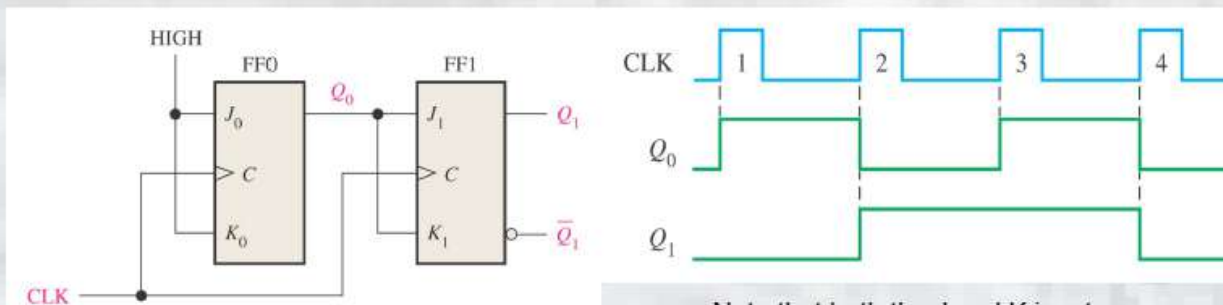 HIGH
FF0
FF1
Q₀
J₀
J₁
Q₁
C
C
K₀
K₁
Q̅₁
CLK
CLK
1
2
3
4
Q₀
Q₁